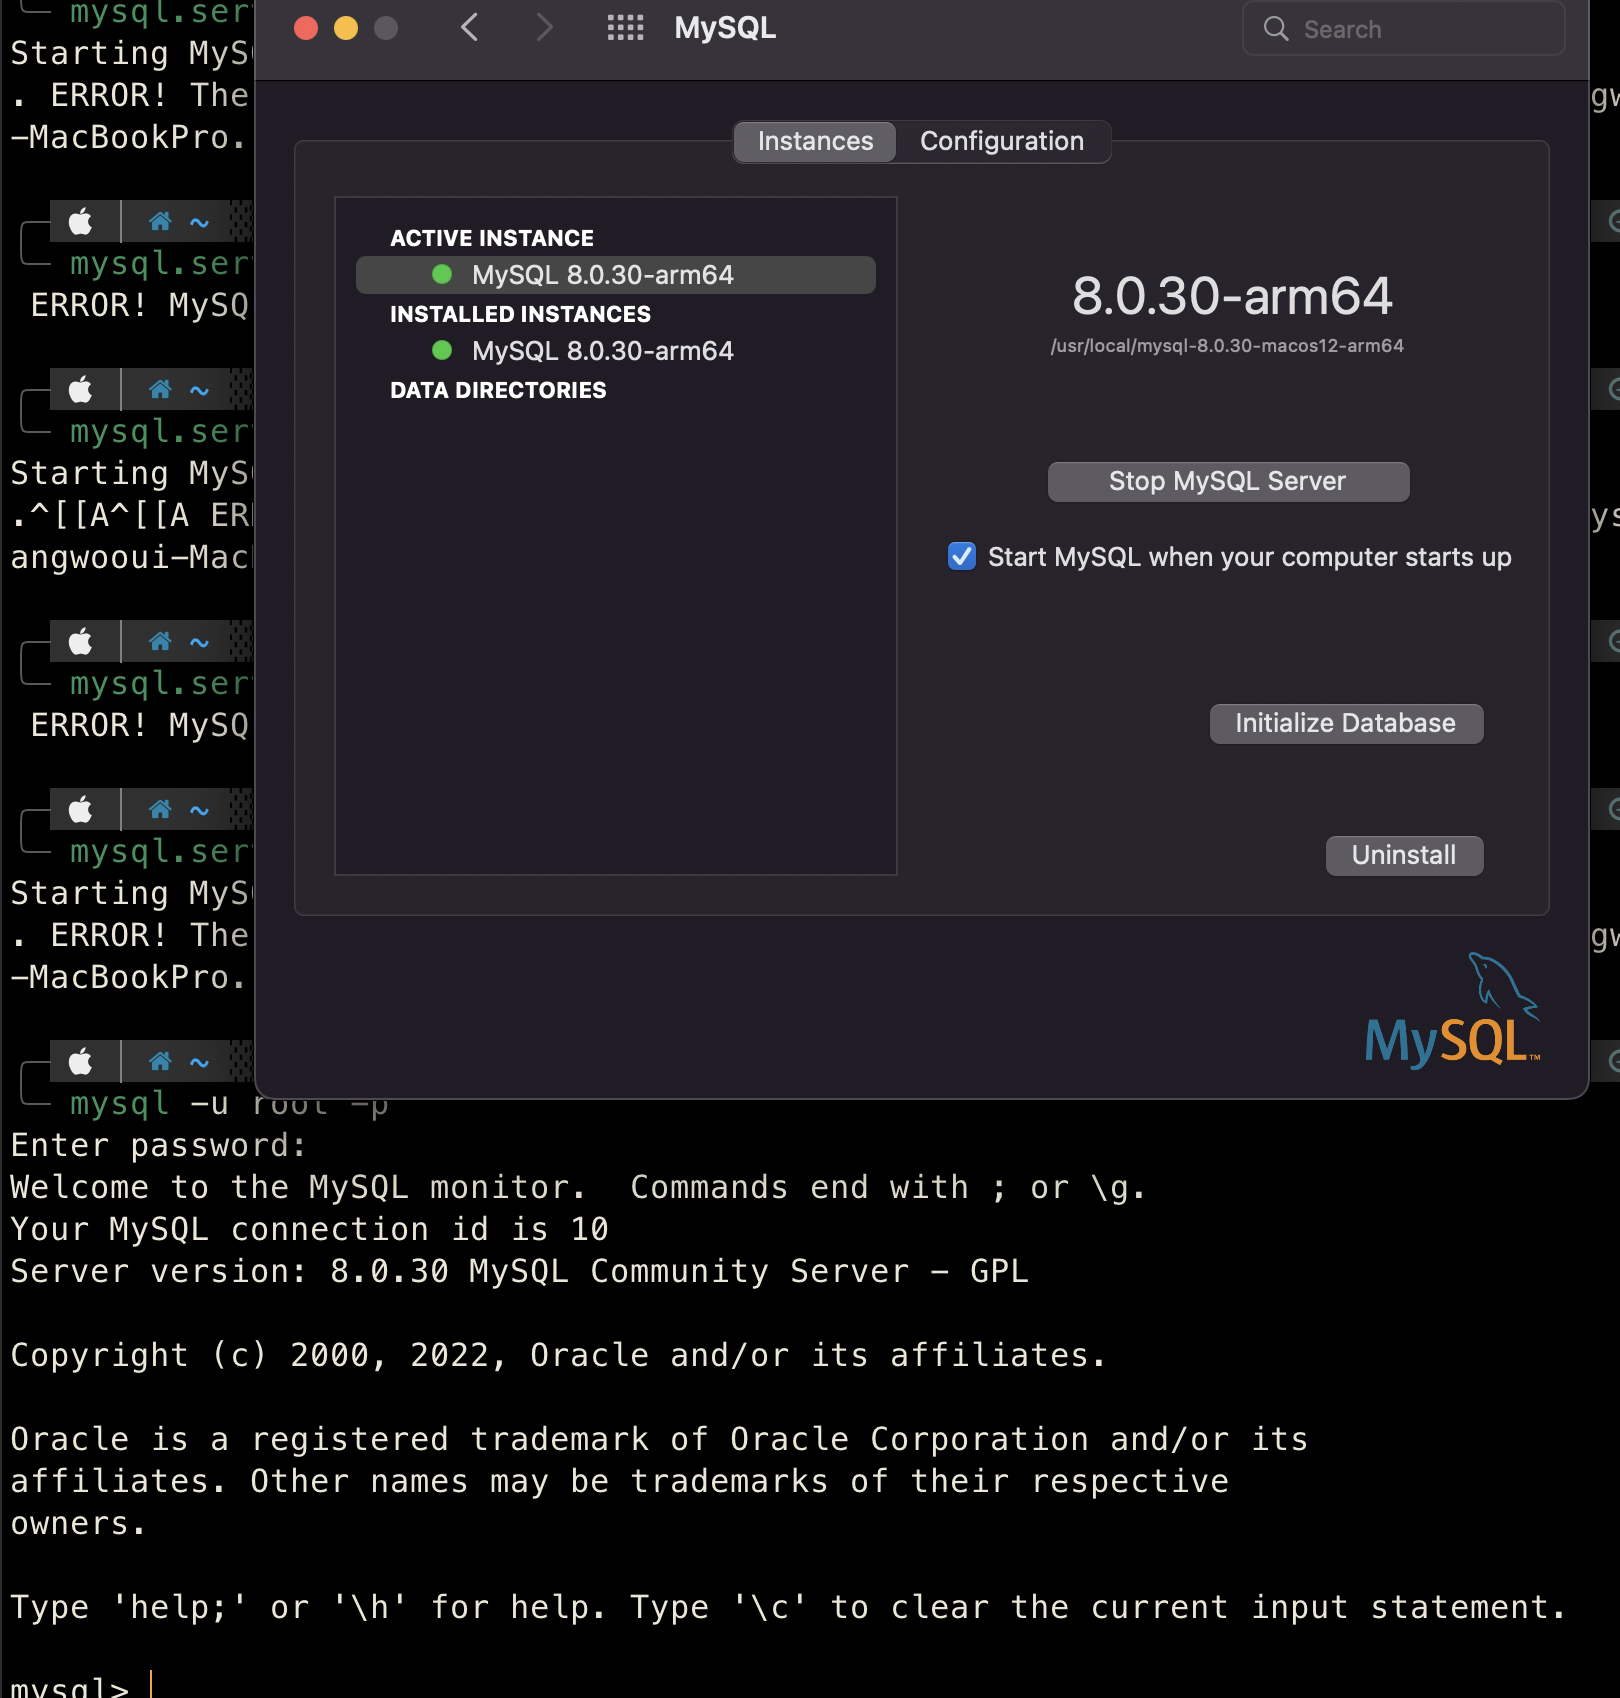 mysql.ser
Starting MyS
. ERROR! The
-MacBookPro.
~
mysql.ser
ERROR! MySQ
~
mysql.ser
Starting MyS
.^[[A^[[A ER
angwooui-Mac
~
mysql.ser
ERROR! MySQ
~
mysql.ser
Starting MyS
. ERROR! The
-MacBookPro.
~
mysql -u root -p
Enter password:
Welcome to the MySQL monitor.  Commands end with ; or \g.
Your MySQL connection id is 10
Server version: 8.0.30 MySQL Community Server - GPL
Copyright (c) 2000, 2022, Oracle and/or its affiliates.
Oracle is a registered trademark of Oracle Corporation and/or its
affiliates. Other names may be trademarks of their respective
owners.
Type 'help;' or '\h' for help. Type '\c' to clear the current input statement.
mysql>
MySQL
Search
Instances
Configuration
ACTIVE INSTANCE
MySQL 8.0.30-arm64
INSTALLED INSTANCES
MySQL 8.0.30-arm64
DATA DIRECTORIES
8.0.30-arm64
/usr/local/mysql-8.0.30-macos12-arm64
Stop MySQL Server
Start MySQL when your computer starts up
Initialize Database
Uninstall
MySQL™